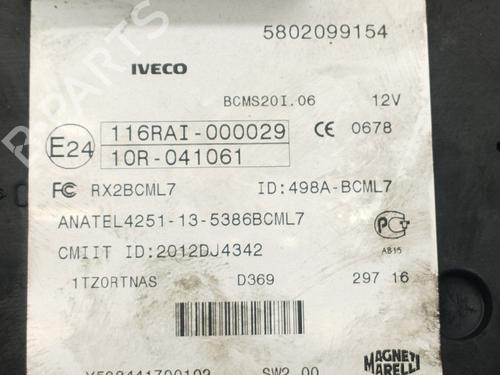 5802099154
IVECO
BCMS20I.06 12V
E24 116RAI-000029 CE 0678
10R-041061
FC RX2BCML7 ID:498A-BCML7
ANATEL4251-13-5386BCML7
CMIIT ID:2012DJ4342 AB15
1TZ0RTNAS D369 297 16
SW2.00 MAGNETI MARELLI
B PARTS